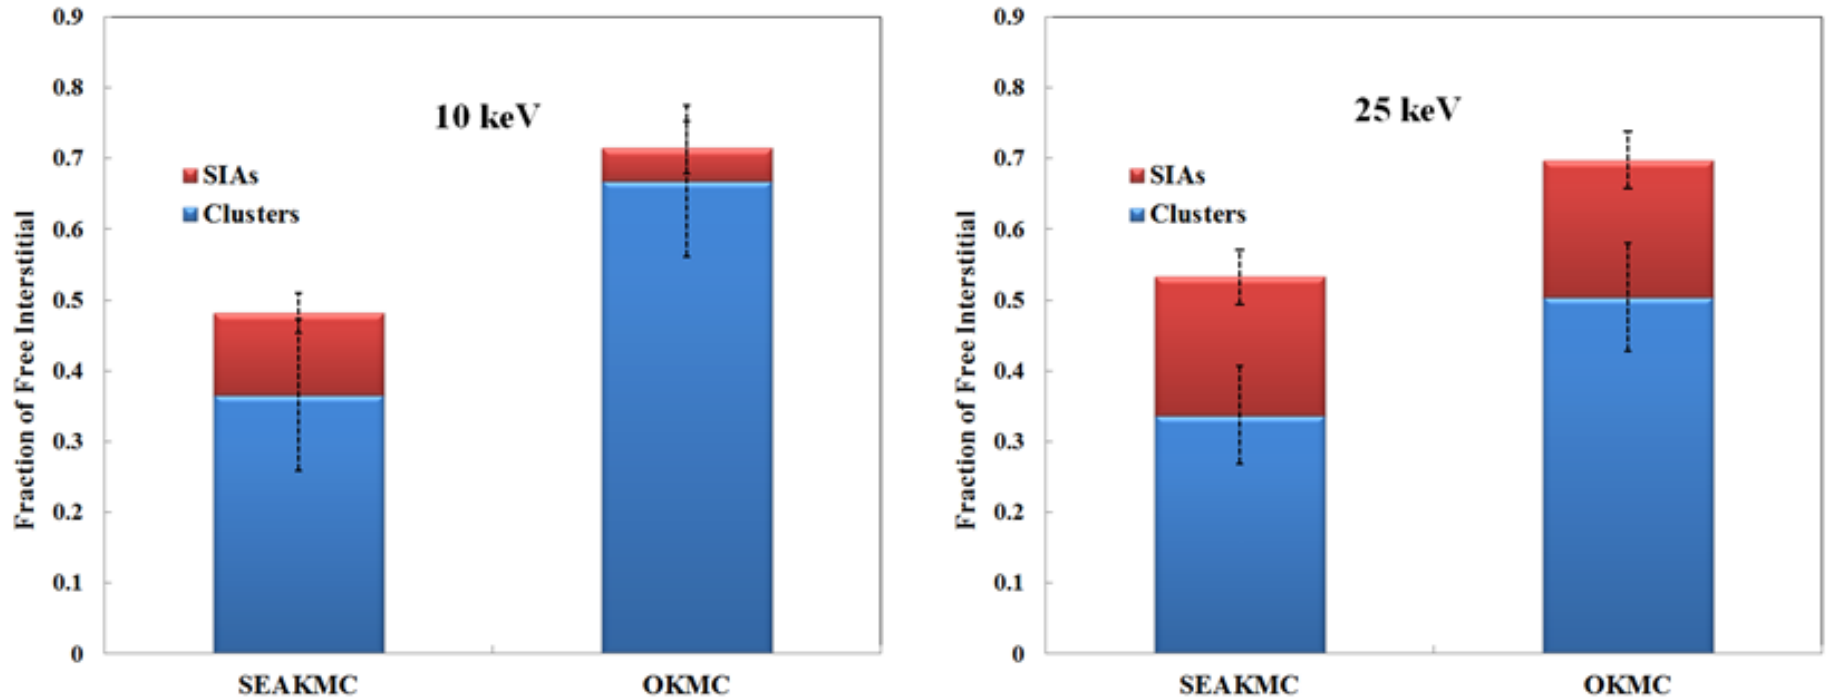 0.9
0.8
0.7
0.6
0.5
0.4
0.3
0.2
0.1
0
Fraction of Free Interstitial
10 keV
SIAs
Clusters
SEAKMC
OKMC
0.9
0.8
0.7
0.6
0.5
0.4
0.3
0.2
0.1
0
Fraction of Free Interstitial
25 keV
SIAs
Clusters
SEAKMC
OKMC